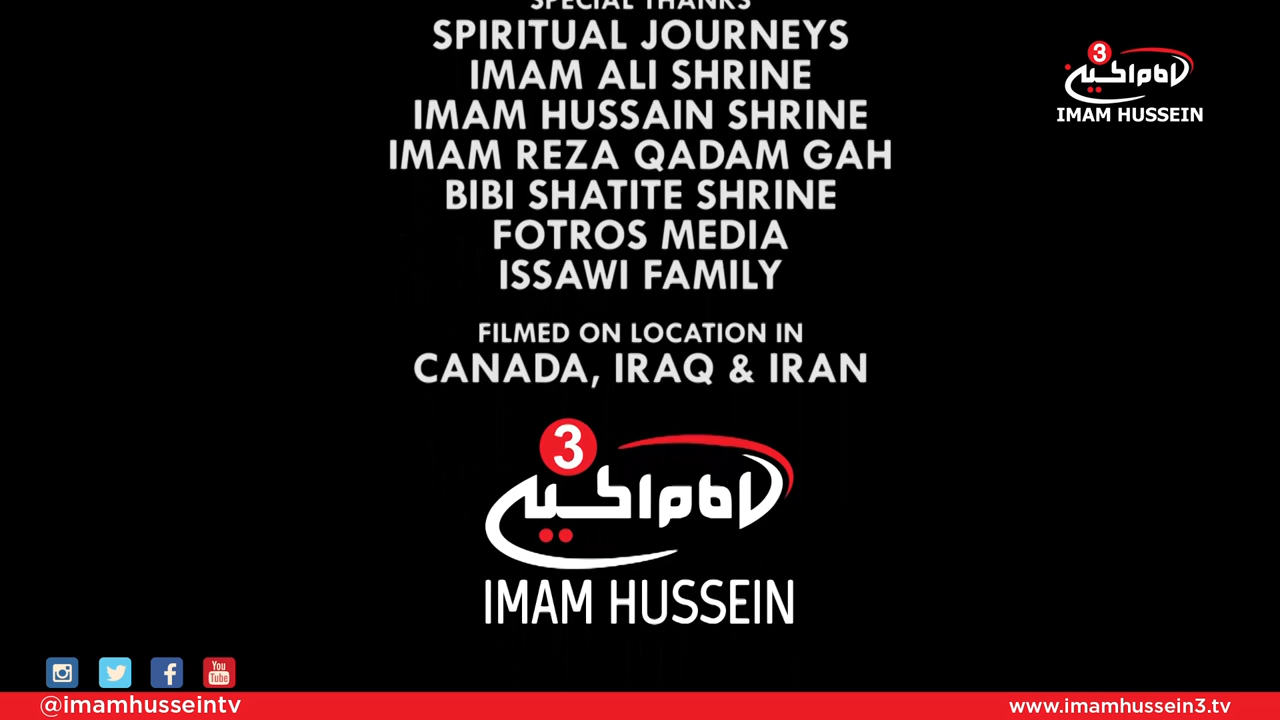 SPECIAL THANKS
SPIRITUAL JOURNEYS
IMAM ALI SHRINE
IMAM HUSSAIN SHRINE
IMAM REZA QADAM GAH
BIBI SHATITE SHRINE
FOTROS MEDIA
ISSAWI FAMILY
FILMED ON LOCATION IN
CANADA, IRAQ & IRAN
3
IMAM HUSSEIN
3
IMAM HUSSEIN
You
Tube
@imamhusseintv
www.imamhussein3.tv